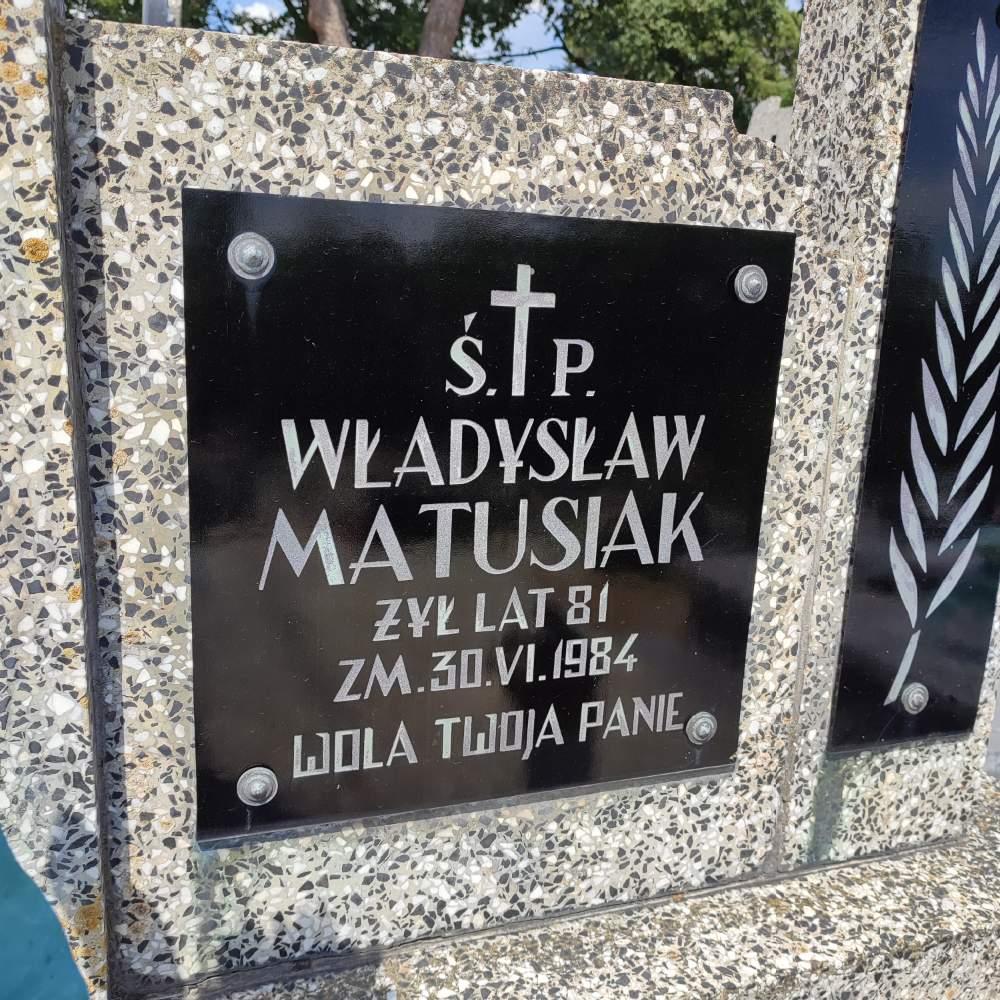 Ś. P.
WŁADYSŁAW
MATUSIAK
ŻYŁ LAT 81
ZM. 30. VI. 1984
WOLA TWOJA PANIE